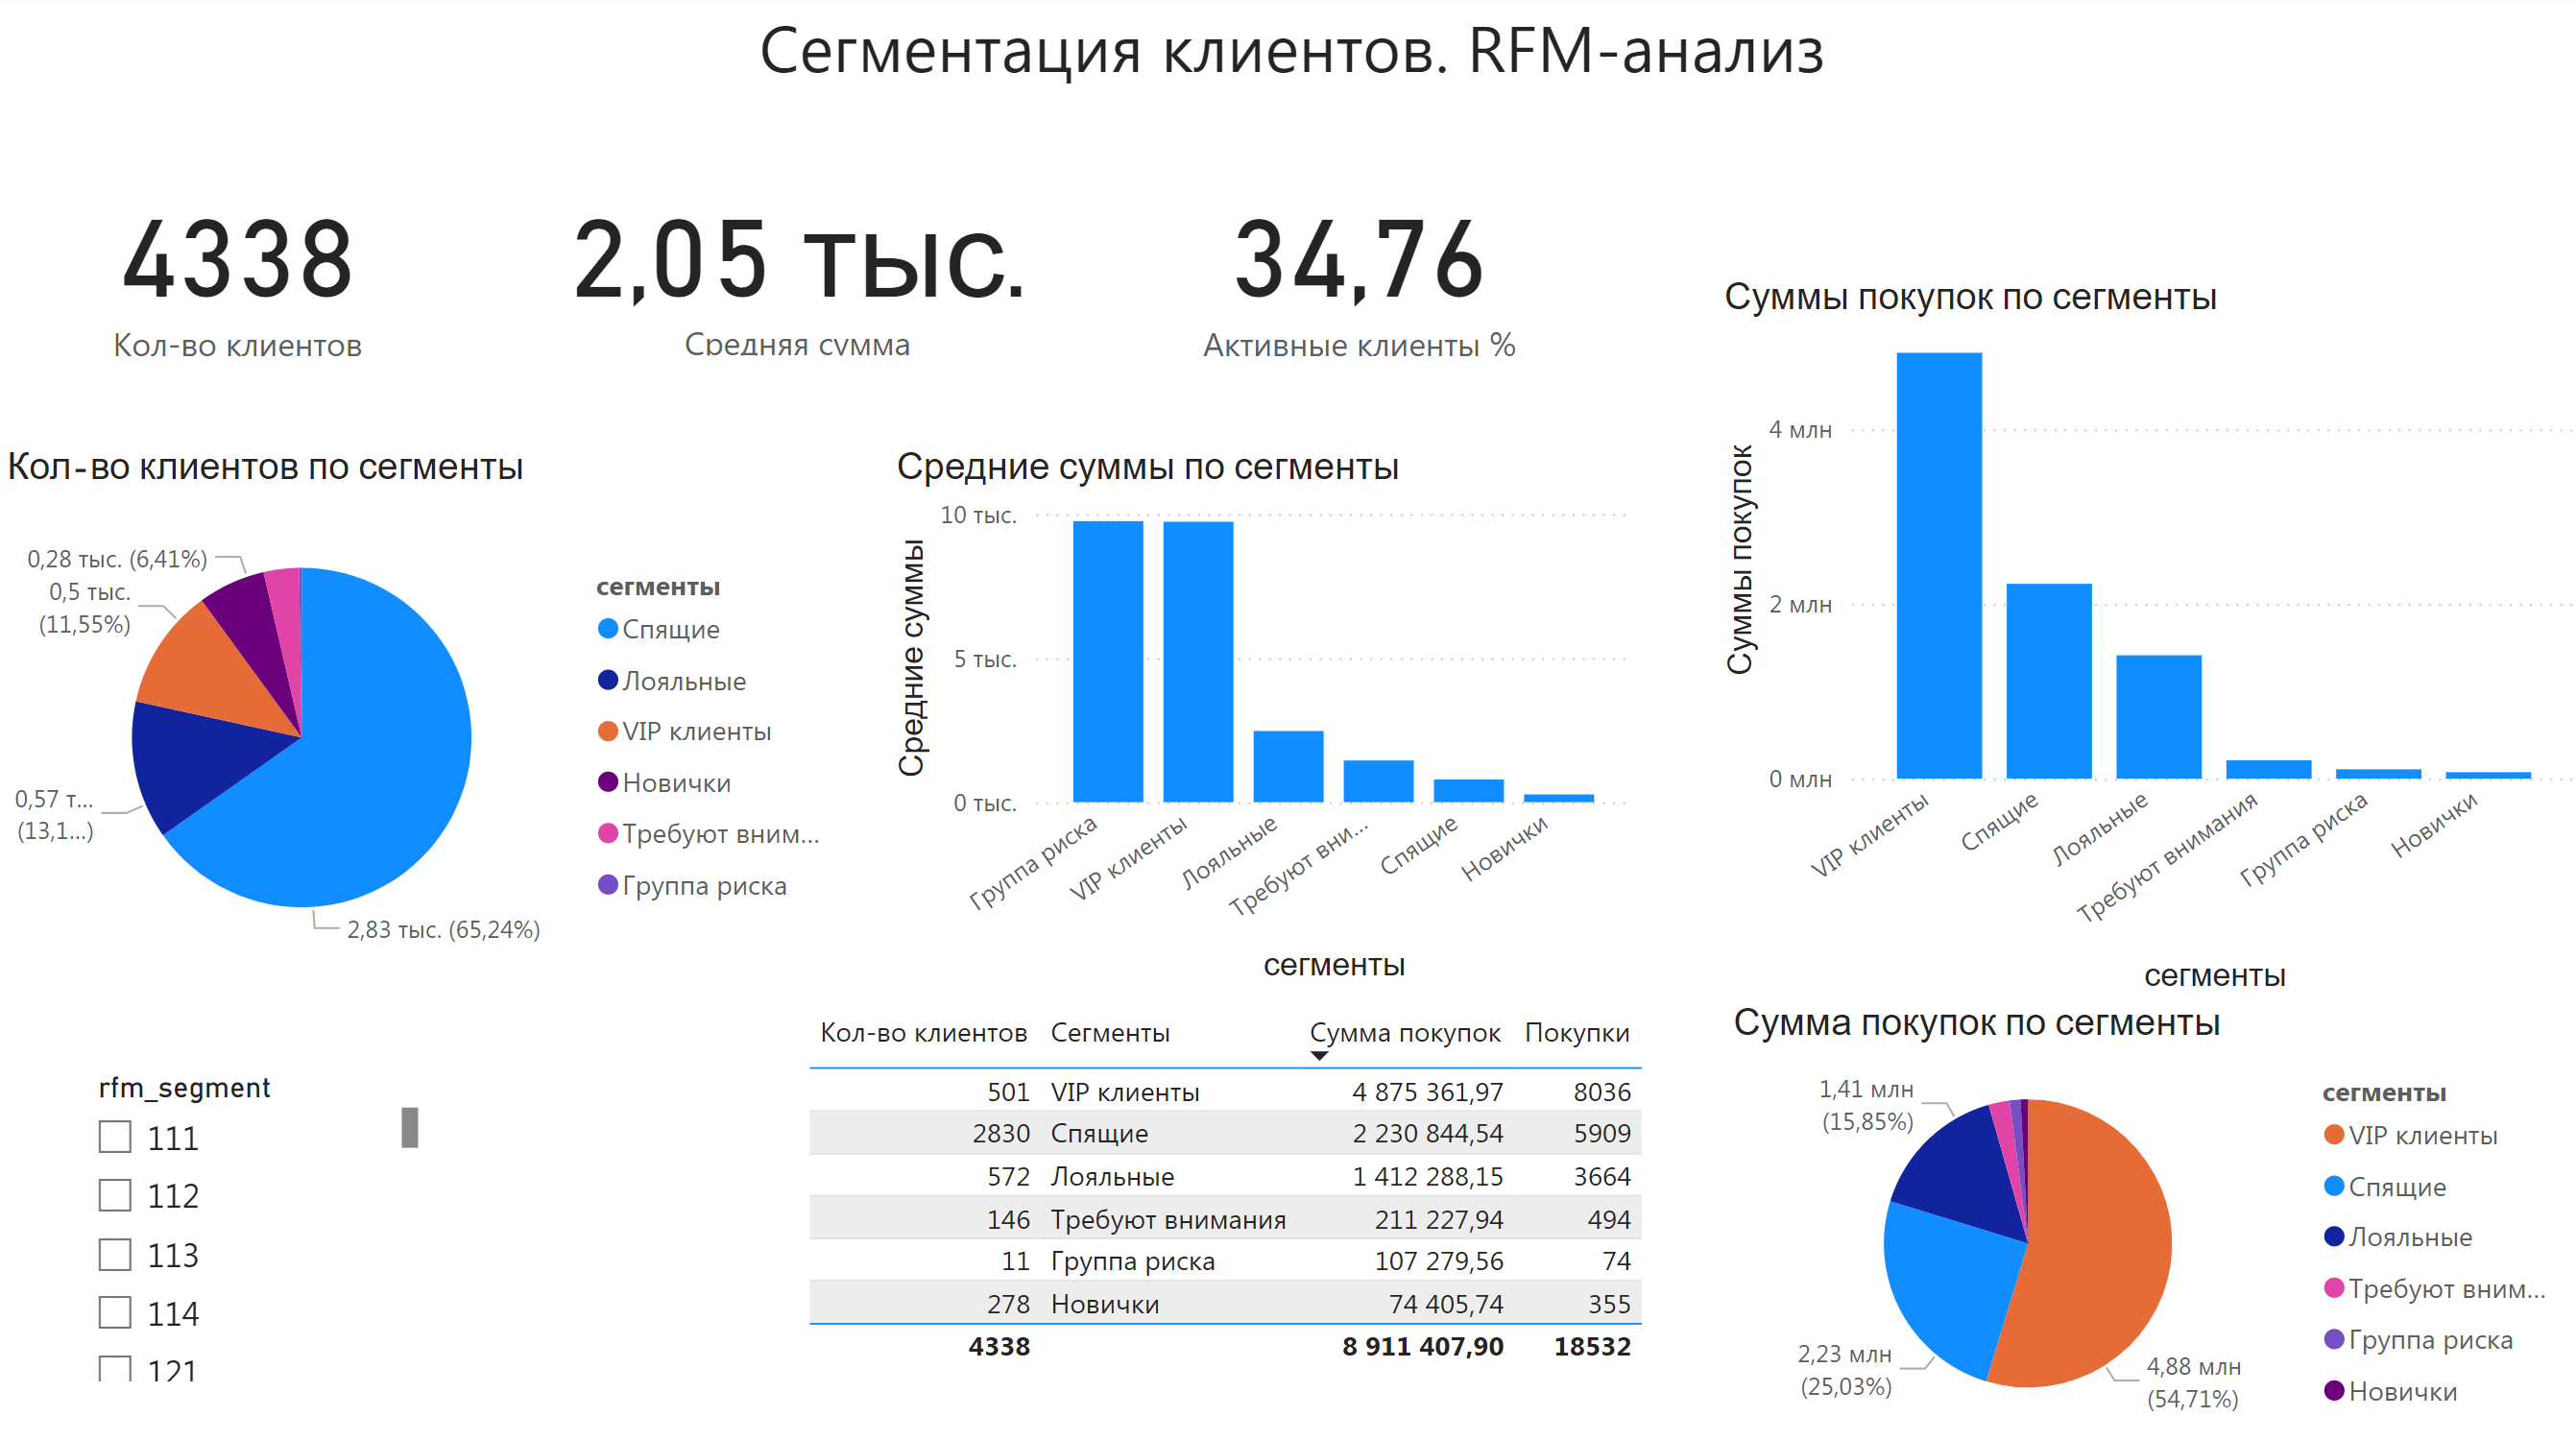 Сегментация клиентов. RFM-анализ
4338
Кол-во клиентов
2,05 тыс.
Средняя сумма
34,76
Активные клиенты %
Кол-во клиентов по сегменты
0,28 тыс. (6,41%)
0,5 тыс.
(11,55%)
0,57 т...
(13,1...)
2,83 тыс. (65,24%)
сегменты
Спящие
Лояльные
VIP клиенты
Новички
Требуют вним...
Группа риска
Средние суммы по сегменты
Средние суммы
10 тыс.
5 тыс.
0 тыс.
Группа риска
VIP клиенты
Лояльные
Требуют вни...
Спящие
Новички
сегменты
Суммы покупок по сегменты
Суммы покупок
4 млн
2 млн
0 млн
VIP клиенты
Спящие
Лояльные
Требуют внимания
Группа риска
Новички
сегменты
rfm_segment
111
112
113
114
121
Кол-во клиентов Сегменты Сумма покупок Покупки
501 VIP клиенты 4 875 361,97 8036
2830 Спящие 2 230 844,54 5909
572 Лояльные 1 412 288,15 3664
146 Требуют внимания 211 227,94 494
11 Группа риска 107 279,56 74
278 Новички 74 405,74 355
4338 8 911 407,90 18532
Сумма покупок по сегменты
1,41 млн
(15,85%)
2,23 млн
(25,03%)
4,88 млн
(54,71%)
сегменты
VIP клиенты
Спящие
Лояльные
Требуют вним...
Группа риска
Новички